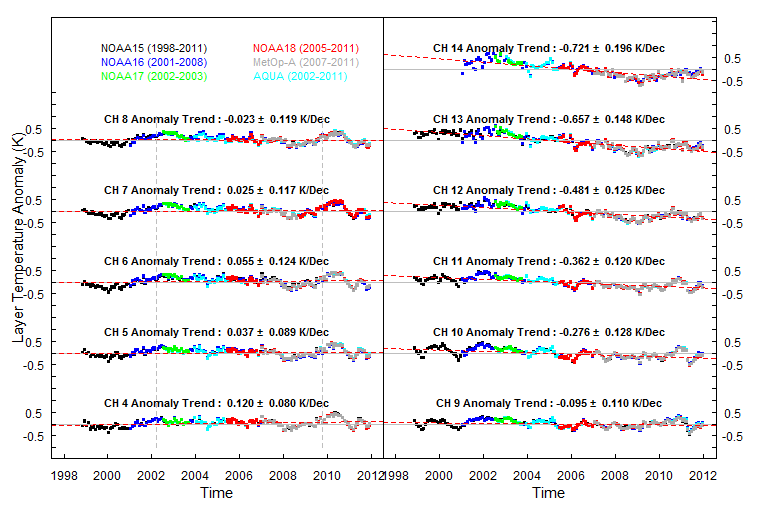 NOAA15 (1998-2011) NOAA18 (2005-2011)
NOAA16 (2001-2008) MetOp-A (2007-2011)
NOAA17 (2002-2003) AQUA (2002-2011)
Layer Temperature Anomaly (K)
CH 8 Anomaly Trend : -0.023 ± 0.119 K/Dec
0.5
-0.5
CH 7 Anomaly Trend : 0.025 ± 0.117 K/Dec
0.5
-0.5
CH 6 Anomaly Trend : 0.055 ± 0.124 K/Dec
0.5
-0.5
CH 5 Anomaly Trend : 0.037 ± 0.089 K/Dec
0.5
-0.5
CH 4 Anomaly Trend : 0.120 ± 0.080 K/Dec
0.5
-0.5
1998 2000 2002 2004 2006 2008 2010 2012
Time
CH 14 Anomaly Trend : -0.721 ± 0.196 K/Dec
0.5
-0.5
CH 13 Anomaly Trend : -0.657 ± 0.148 K/Dec
0.5
-0.5
CH 12 Anomaly Trend : -0.481 ± 0.125 K/Dec
0.5
-0.5
CH 11 Anomaly Trend : -0.362 ± 0.120 K/Dec
0.5
-0.5
CH 10 Anomaly Trend : -0.276 ± 0.128 K/Dec
0.5
-0.5
CH 9 Anomaly Trend : -0.095 ± 0.110 K/Dec
0.5
-0.5
1998 2000 2002 2004 2006 2008 2010 2012
Time